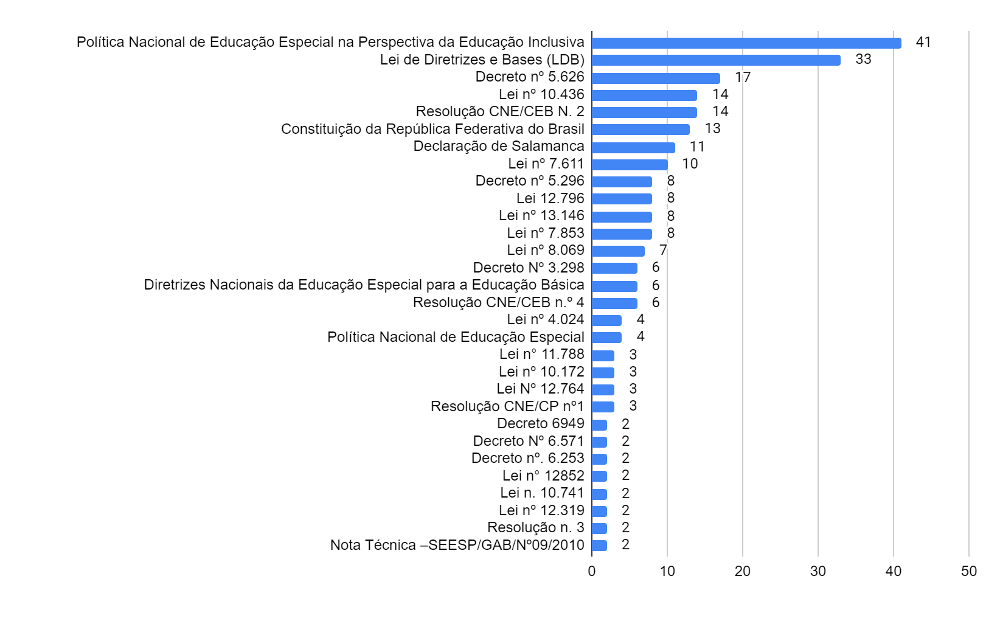 Política Nacional de Educação Especial na Perspectiva da Educação Inclusiva 41
Lei de Diretrizes e Bases (LDB) 33
Decreto nº 5.626 17
Lei nº 10.436 14
Resolução CNE/CEB N. 2 14
Constituição da República Federativa do Brasil 13
Declaração de Salamanca 11
Lei nº 7.611 10
Decreto nº 5.296 8
Lei 12.796 8
Lei nº 13.146 8
Lei nº 7.853 8
Lei nº 8.069 7
Decreto Nº 3.298 6
Diretrizes Nacionais da Educação Especial para a Educação Básica 6
Resolução CNE/CEB n.º 4 6
Lei nº 4.024 4
Política Nacional de Educação Especial 4
Lei n° 11.788 3
Lei nº 10.172 3
Lei Nº 12.764 3
Resolução CNE/CP nº1 3
Decreto 6949 2
Decreto Nº 6.571 2
Decreto nº. 6.253 2
Lei n° 12852 2
Lei n. 10.741 2
Lei nº 12.319 2
Resolução n. 3 2
Nota Técnica –SEESP/GAB/Nº09/2010 2
0 10 20 30 40 50